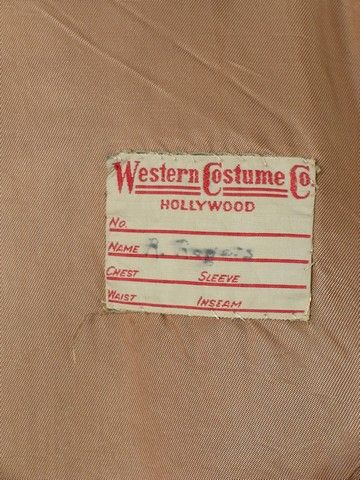 Western Costume Co.
HOLLYWOOD
No.
NAME R. Rogers
CHEST SLEEVE
WAIST INSEAM